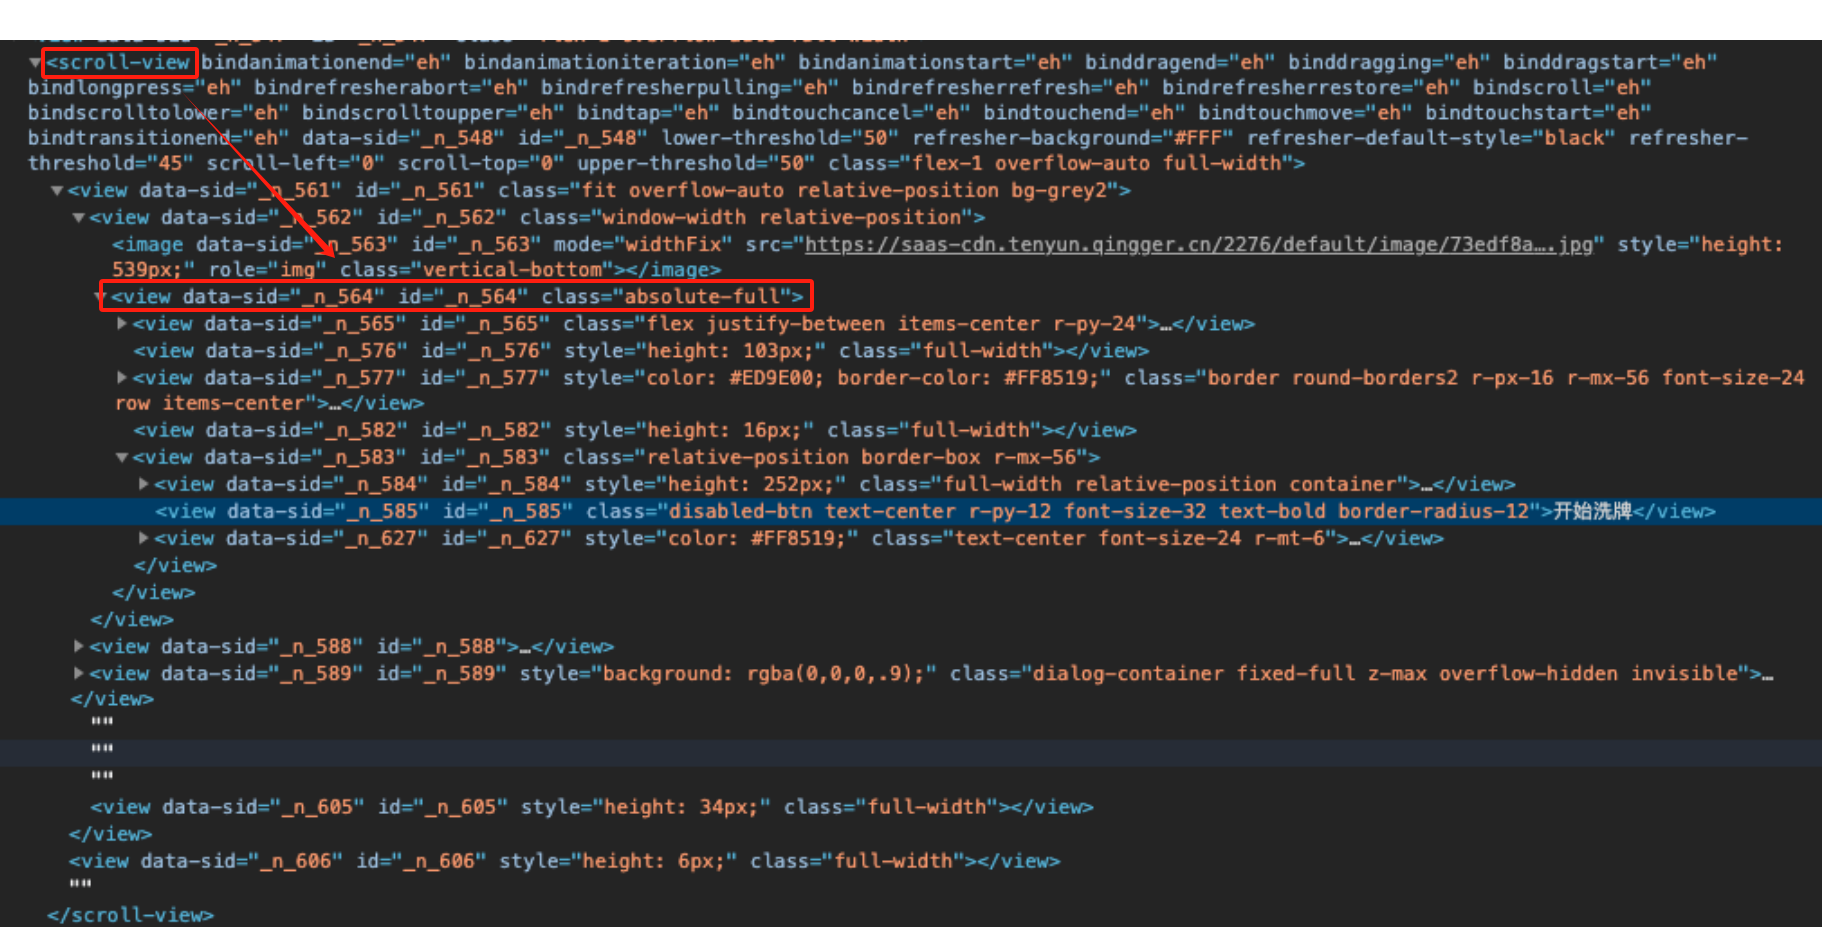 ▼<scroll-view bindanimationend="eh" bindanimationiteration="eh" bindanimationstart="eh" binddragend="eh" binddragging="eh" binddragstart="eh"
bindlongpress="eh" bindrefresherabort="eh" bindrefresherpulling="eh" bindrefresherrefresh="eh" bindrefresherrestore="eh" bindscroll="eh"
bindscrolltolower="eh" bindscrolltoupper="eh" bindtap="eh" bindtouchcancel="eh" bindtouchend="eh" bindtouchmove="eh" bindtouchstart="eh"
bindtransitionend="eh" data-sid="_n_548" id="_n_548" lower-threshold="50" refresher-background="#FFF" refresher-default-style="black" refresher-
threshold="45" scroll-left="0" scroll-top="0" upper-threshold="50" class="flex-1 overflow-auto full-width">
▼<view data-sid="_n_561" id="_n_561" class="fit overflow-auto relative-position bg-grey2">
▼<view data-sid="_n_562" id="_n_562" class="window-width relative-position">
<image data-sid="_n_563" id="_n_563" mode="widthFix" src="https://saas-cdn.tenyun.qingger.cn/2276/default/image/73edf8a….jpg" style="height:
539px;" role="img" class="vertical-bottom"></image>
▼<view data-sid="_n_564" id="_n_564" class="absolute-full">
▶<view data-sid="_n_565" id="_n_565" class="flex justify-between items-center r-py-24">…</view>
<view data-sid="_n_576" id="_n_576" style="height: 103px;" class="full-width"></view>
▶<view data-sid="_n_577" id="_n_577" style="color: #ED9E00; border-color: #FF8519;" class="border round-borders2 r-px-16 r-mx-56 font-size-24
row items-center">…</view>
<view data-sid="_n_582" id="_n_582" style="height: 16px;" class="full-width"></view>
▼<view data-sid="_n_583" id="_n_583" class="relative-position border-box r-mx-56">
▶<view data-sid="_n_584" id="_n_584" style="height: 252px;" class="full-width relative-position container">…</view>
<view data-sid="_n_585" id="_n_585" class="disabled-btn text-center r-py-12 font-size-32 text-bold border-radius-12">开始洗牌</view>
▶<view data-sid="_n_627" id="_n_627" style="color: #FF8519;" class="text-center font-size-24 r-mt-6">…</view>
</view>
</view>
</view>
▶<view data-sid="_n_588" id="_n_588">…</view>
▶<view data-sid="_n_589" id="_n_589" style="background: rgba(0,0,0,.9);" class="dialog-container fixed-full z-max overflow-hidden invisible">…
</view>
""
""
""
<view data-sid="_n_605" id="_n_605" style="height: 34px;" class="full-width"></view>
</view>
<view data-sid="_n_606" id="_n_606" style="height: 6px;" class="full-width"></view>
""
</scroll-view>